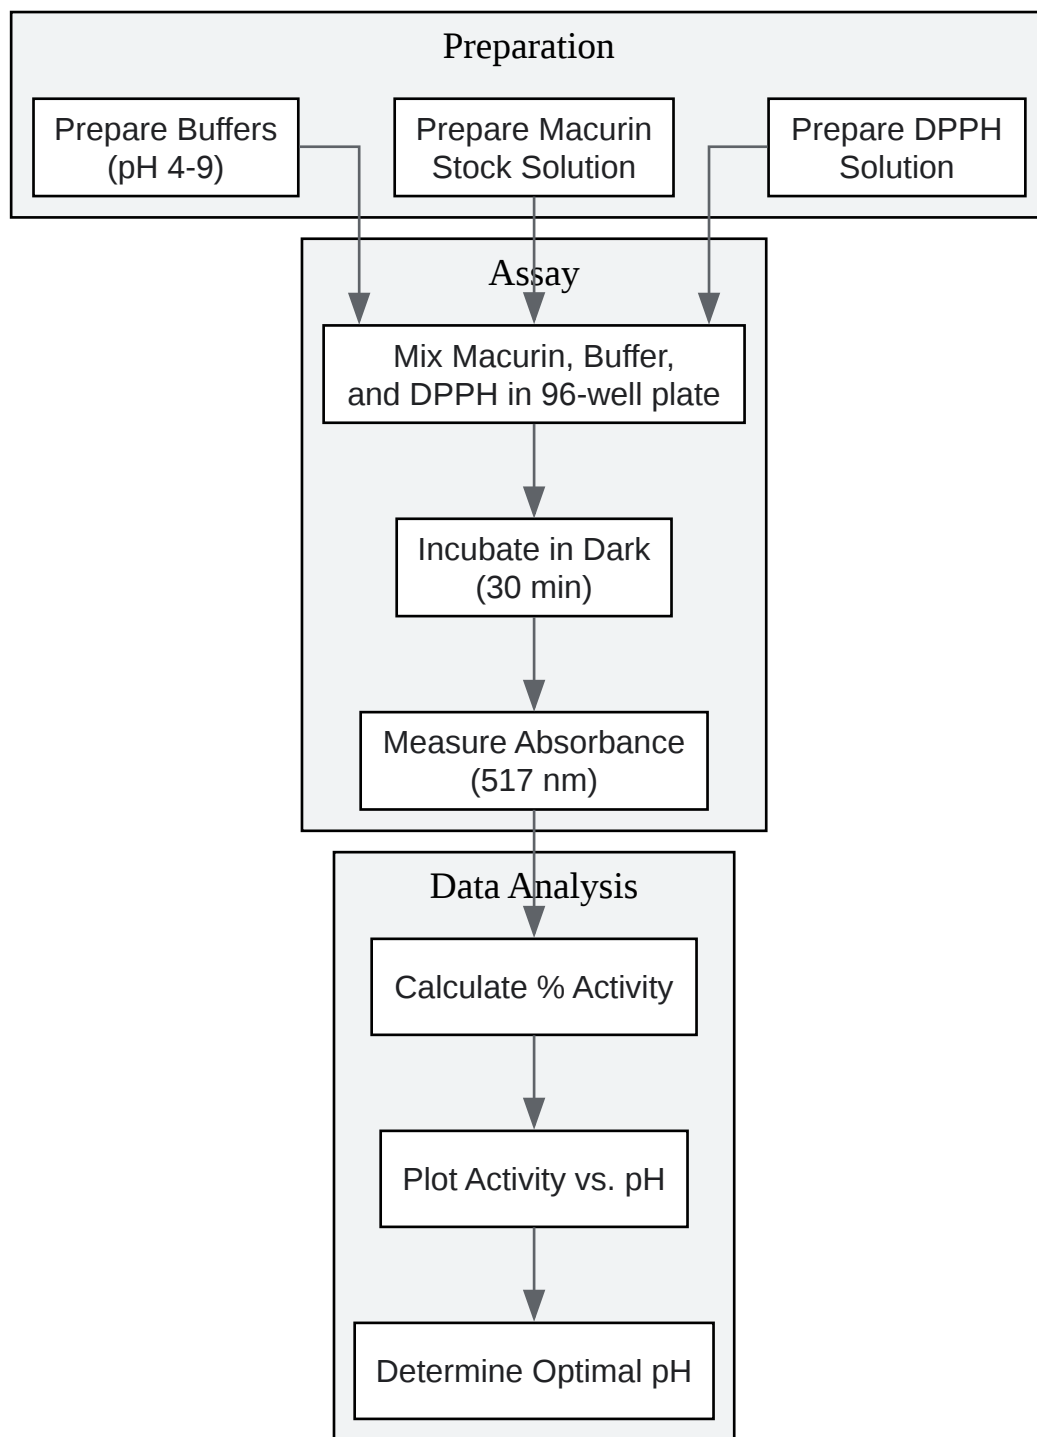 Preparation
Prepare Buffers
(pH 4-9)
Prepare Macurin
Stock Solution
Prepare DPPH
Solution
Assay
Mix Macurin, Buffer,
and DPPH in 96-well plate
Incubate in Dark
(30 min)
Measure Absorbance
(517 nm)
Data Analysis
Calculate % Activity
Plot Activity vs. pH
Determine Optimal pH